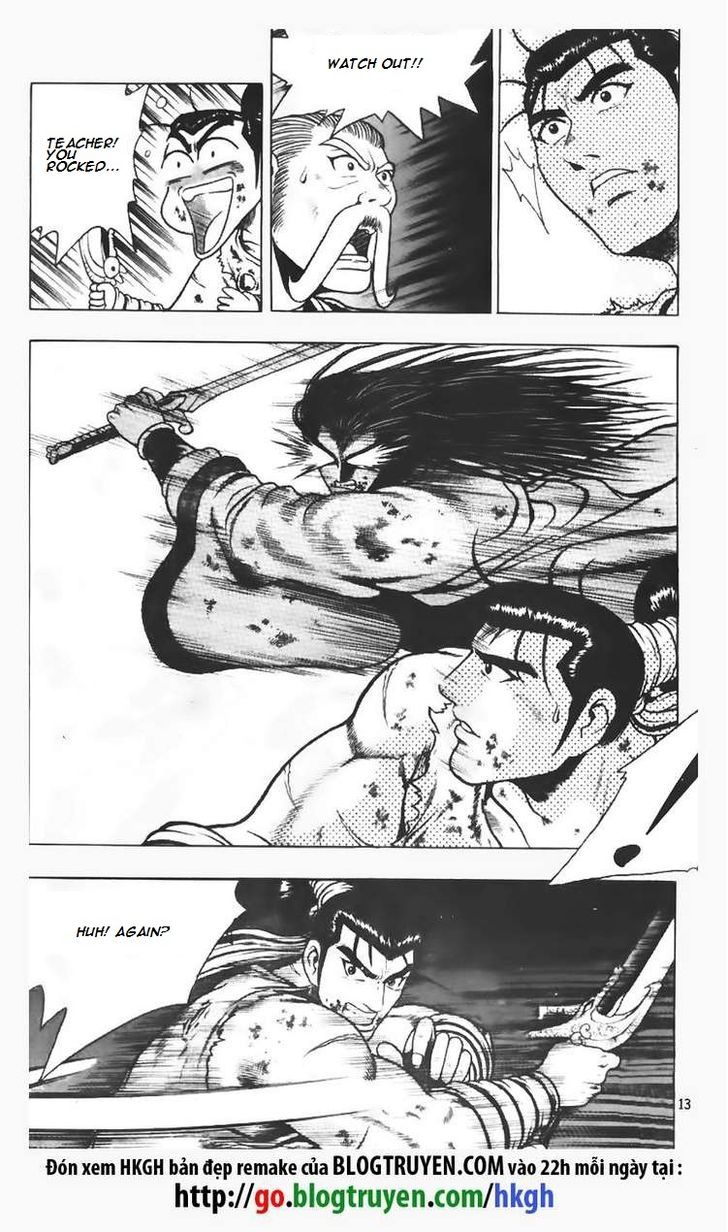 WATCH OUT!!
TEACHER!
YOU
ROCKED...
!
HUH! AGAIN?
13
Đón xem HKGH bản đẹp remake của BLOGTRUYEN.COM vào 22h mỗi ngày tại :
http://go.blogtruyen.com/hkgh